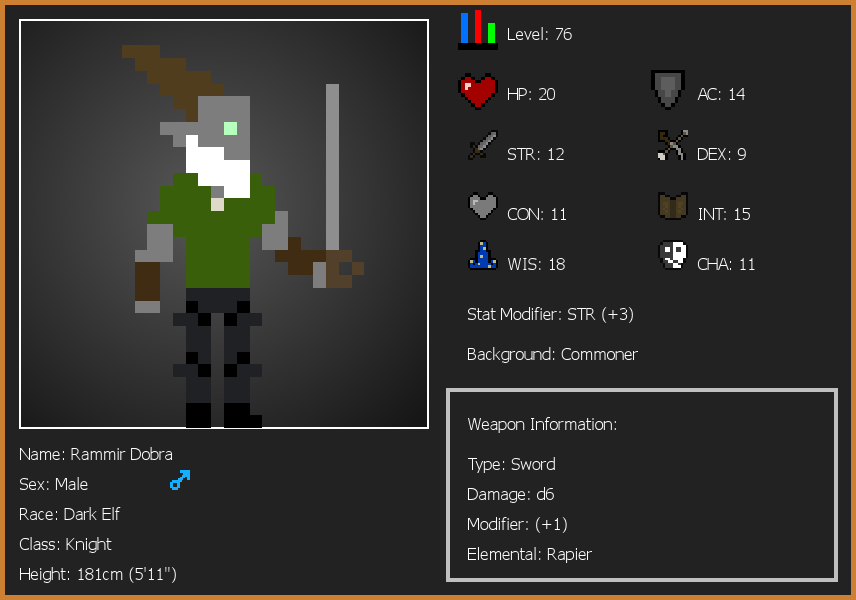 Level: 76
HP: 20
AC: 14
STR: 12
DEX: 9
CON: 11
INT: 15
WIS: 18
CHA: 11
Stat Modifier: STR (+3)
Background: Commoner
Weapon Information:
Type: Sword
Damage: d6
Modifier: (+1)
Elemental: Rapier
Name: Rammir Dobra
Sex: Male
Race: Dark Elf
Class: Knight
Height: 181cm (5'11")